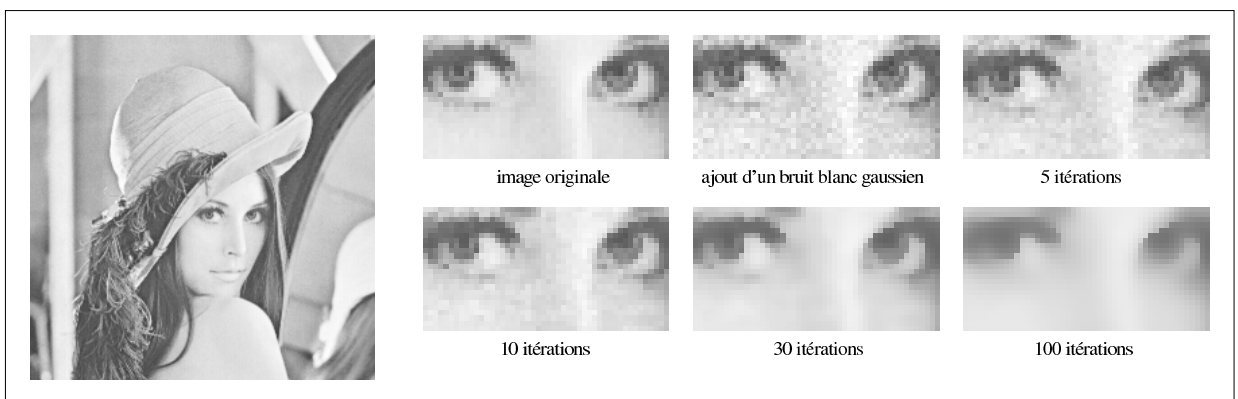 image originale
ajout d'un bruit blanc gaussien
5 itérations
10 itérations
30 itérations
100 itérations